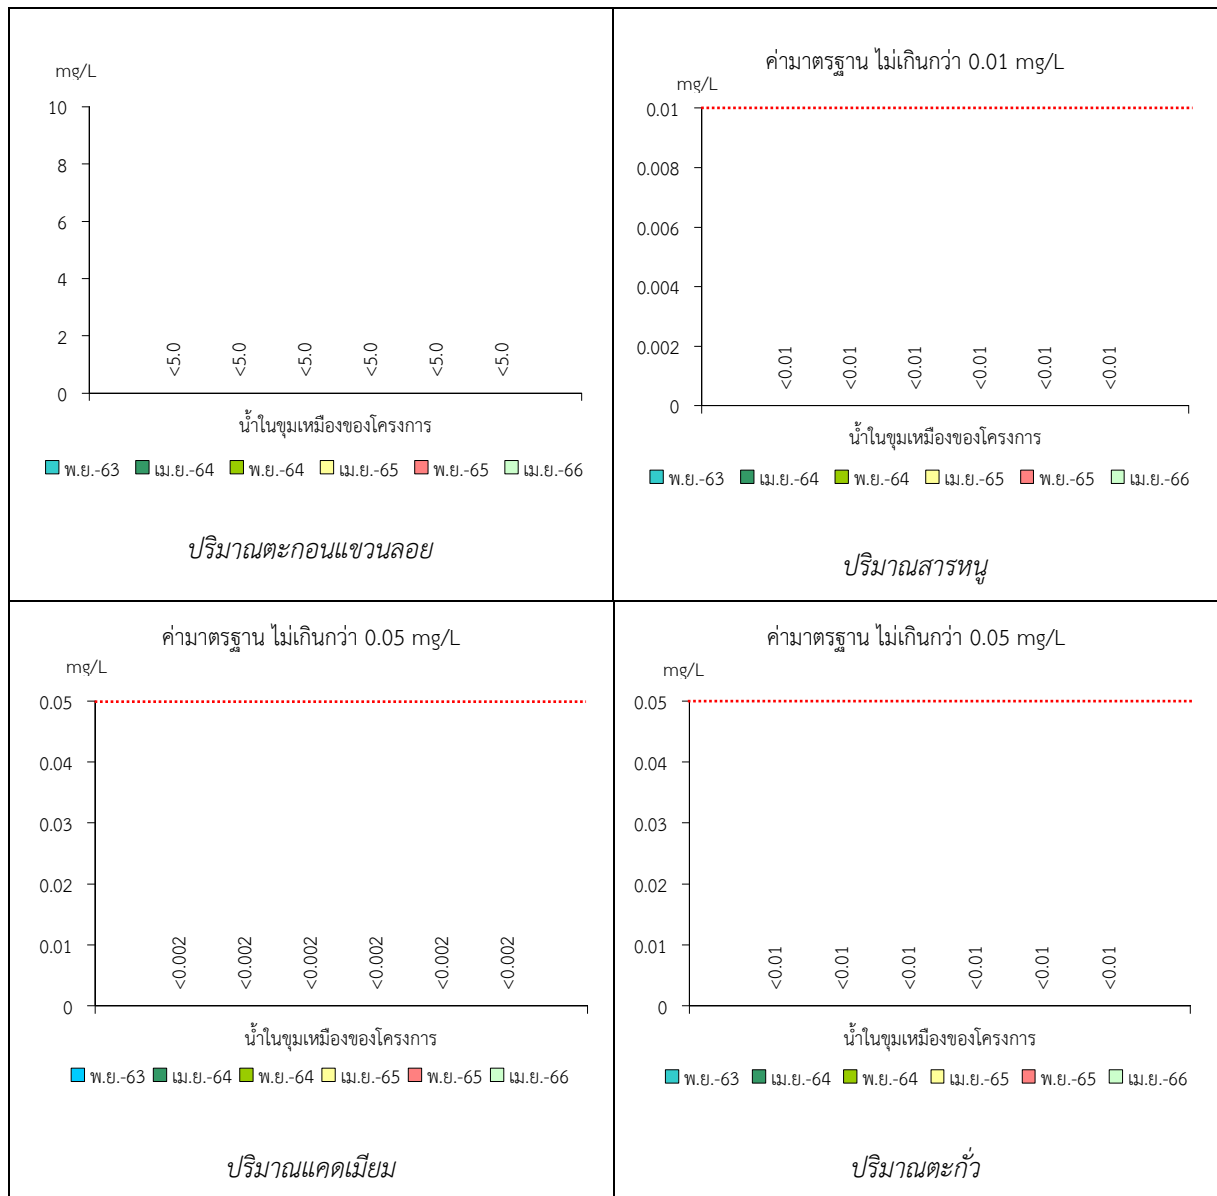 mg/L
10
8
6
4
2
0
<5.0 <5.0 <5.0 <5.0 <5.0 <5.0
น้ำในขุมเหมืองของโครงการ
พ.ย.-63 เม.ย.-64 พ.ย.-64 เม.ย.-65 พ.ย.-65 เม.ย.-66
ปริมาณตะกอนแขวนลอย
ค่ามาตรฐาน ไม่เกินกว่า 0.01 mg/L
mg/L
0.01
0.008
0.006
0.004
0.002
0
<0.01 <0.01 <0.01 <0.01 <0.01 <0.01
น้ำในขุมเหมืองของโครงการ
พ.ย.-63 เม.ย.-64 พ.ย.-64 เม.ย.-65 พ.ย.-65 เม.ย.-66
ปริมาณสารหนู
ค่ามาตรฐาน ไม่เกินกว่า 0.05 mg/L
mg/L
0.05
0.04
0.03
0.02
0.01
0
<0.002 <0.002 <0.002 <0.002 <0.002 <0.002
น้ำในขุมเหมืองของโครงการ
พ.ย.-63 เม.ย.-64 พ.ย.-64 เม.ย.-65 พ.ย.-65 เม.ย.-66
ปริมาณแคดเมียม
ค่ามาตรฐาน ไม่เกินกว่า 0.05 mg/L
mg/L
0.05
0.04
0.03
0.02
0.01
0
<0.01 <0.01 <0.01 <0.01 <0.01 <0.01
น้ำในขุมเหมืองของโครงการ
พ.ย.-63 เม.ย.-64 พ.ย.-64 เม.ย.-65 พ.ย.-65 เม.ย.-66
ปริมาณตะกั่ว